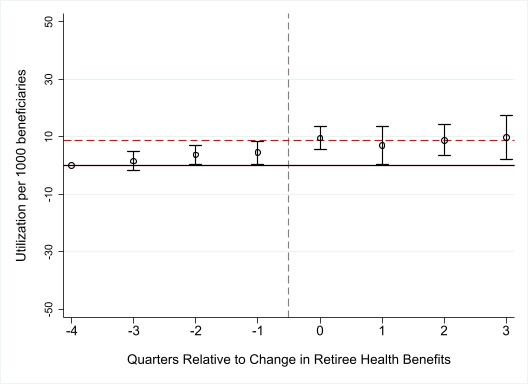 Utilization per 1000 beneficiaries
50
30
10
-10
-30
-50
-4 -3 -2 -1 0 1 2 3
Quarters Relative to Change in Retiree Health Benefits